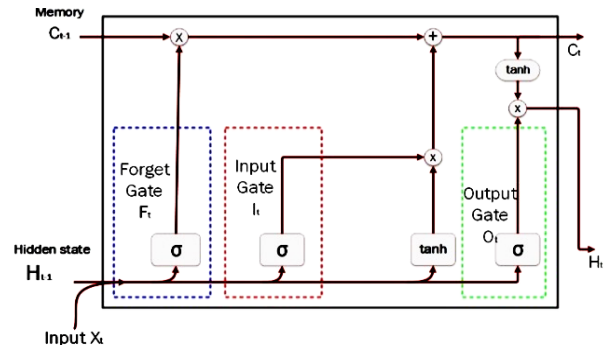 Memory
Cₜ₋₁
x
+
Cₜ
tanh
x
Forget
Gate
Fₜ
Input
Gate
Iₜ
x
Output
Gate
Oₜ
σ
σ
tanh
σ
Hidden state
Hₜ₋₁
Hₜ
Input Xₜ